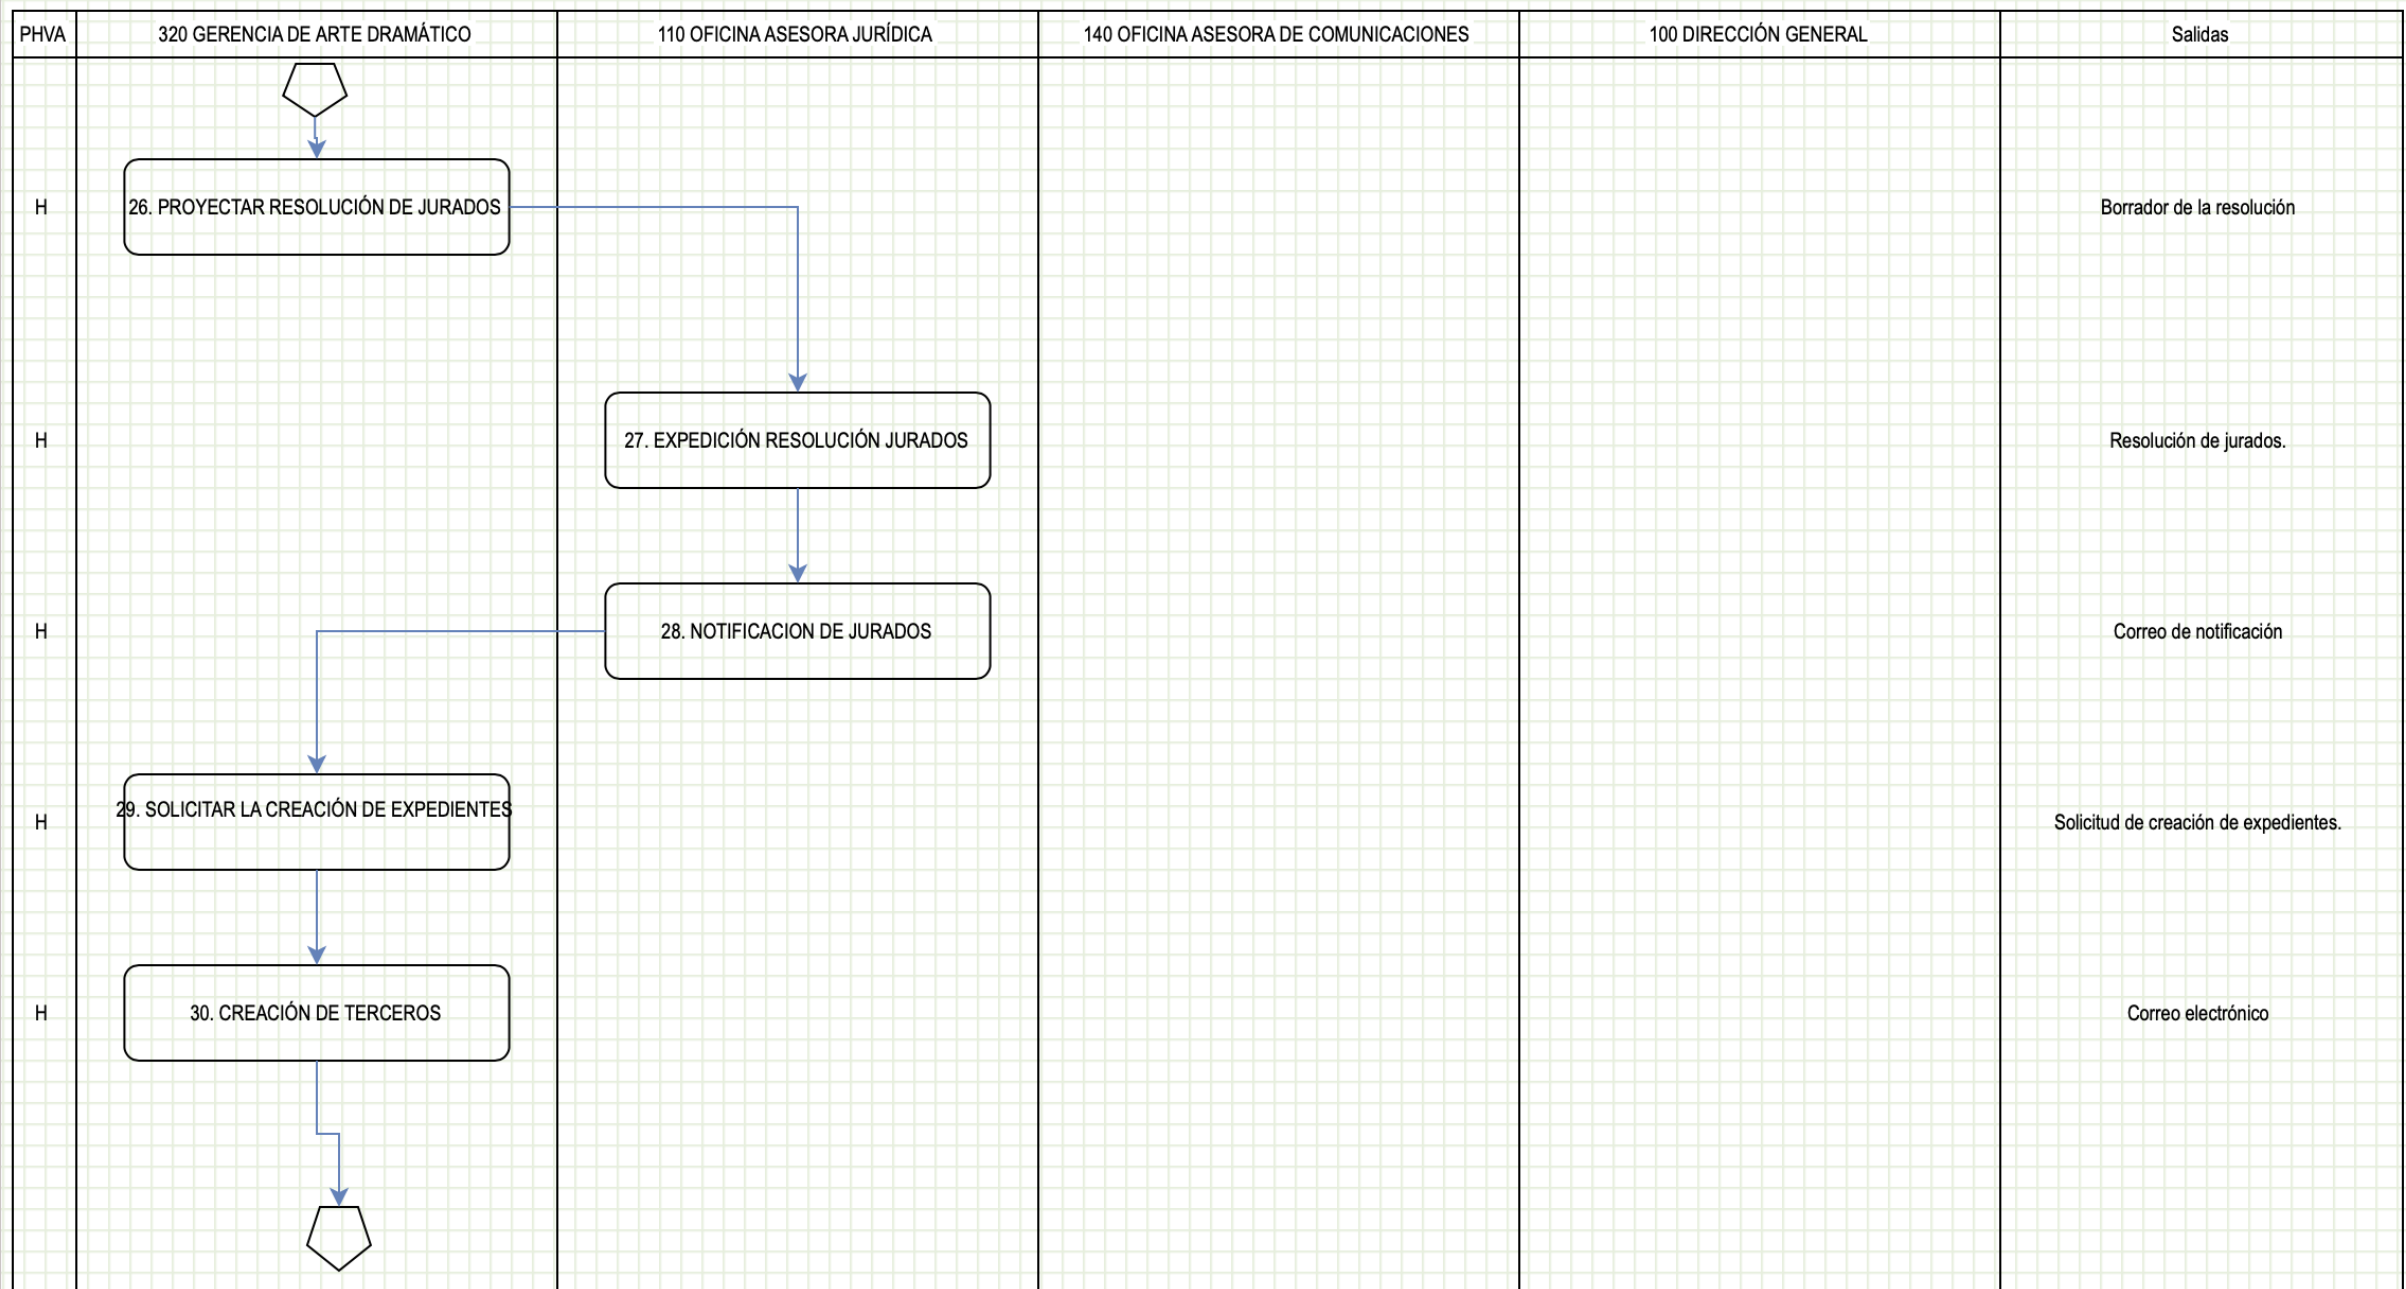 PHVA
320 GERENCIA DE ARTE DRAMÁTICO
110 OFICINA ASESORA JURÍDICA
140 OFICINA ASESORA DE COMUNICACIONES
100 DIRECCIÓN GENERAL
Salidas
H
26. PROYECTAR RESOLUCIÓN DE JURADOS
Borrador de la resolución
H
27. EXPEDICIÓN RESOLUCIÓN JURADOS
Resolución de jurados.
H
28. NOTIFICACION DE JURADOS
Correo de notificación
H
29. SOLICITAR LA CREACIÓN DE EXPEDIENTES
Solicitud de creación de expedientes.
H
30. CREACIÓN DE TERCEROS
Correo electrónico